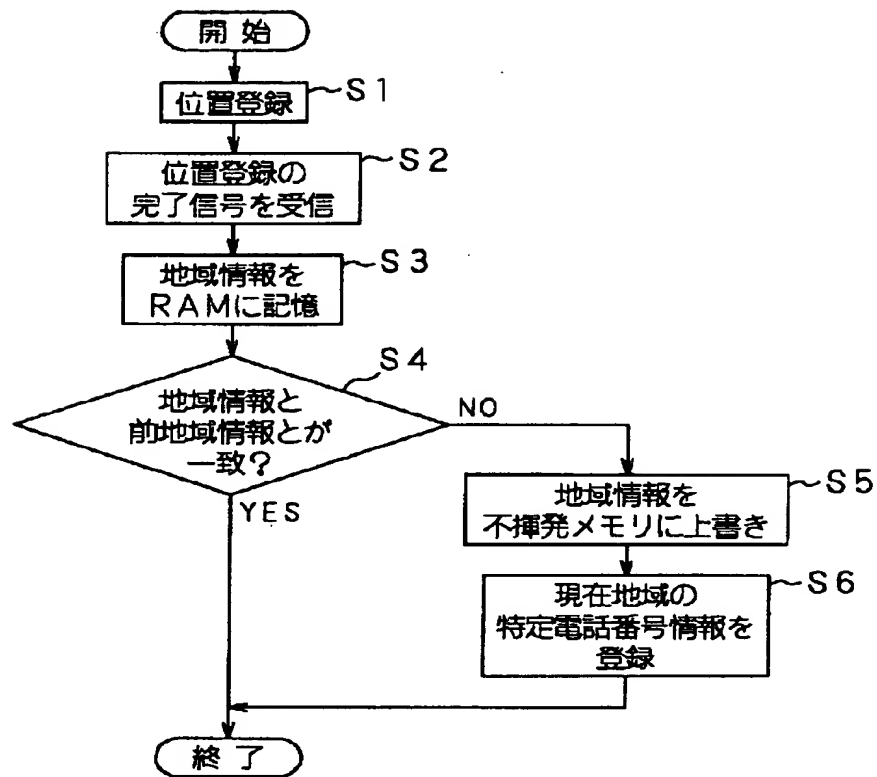 開始
位置登録
S1
位置登録の
完了信号を受信
S2
地域情報を
RAMに記憶
S3
地域情報と
前地域情報とが
一致?
S4
NO
YES
地域情報を
不揮発メモリに上書き
S5
現在地域の
特定電話番号情報を
登録
S6
終了